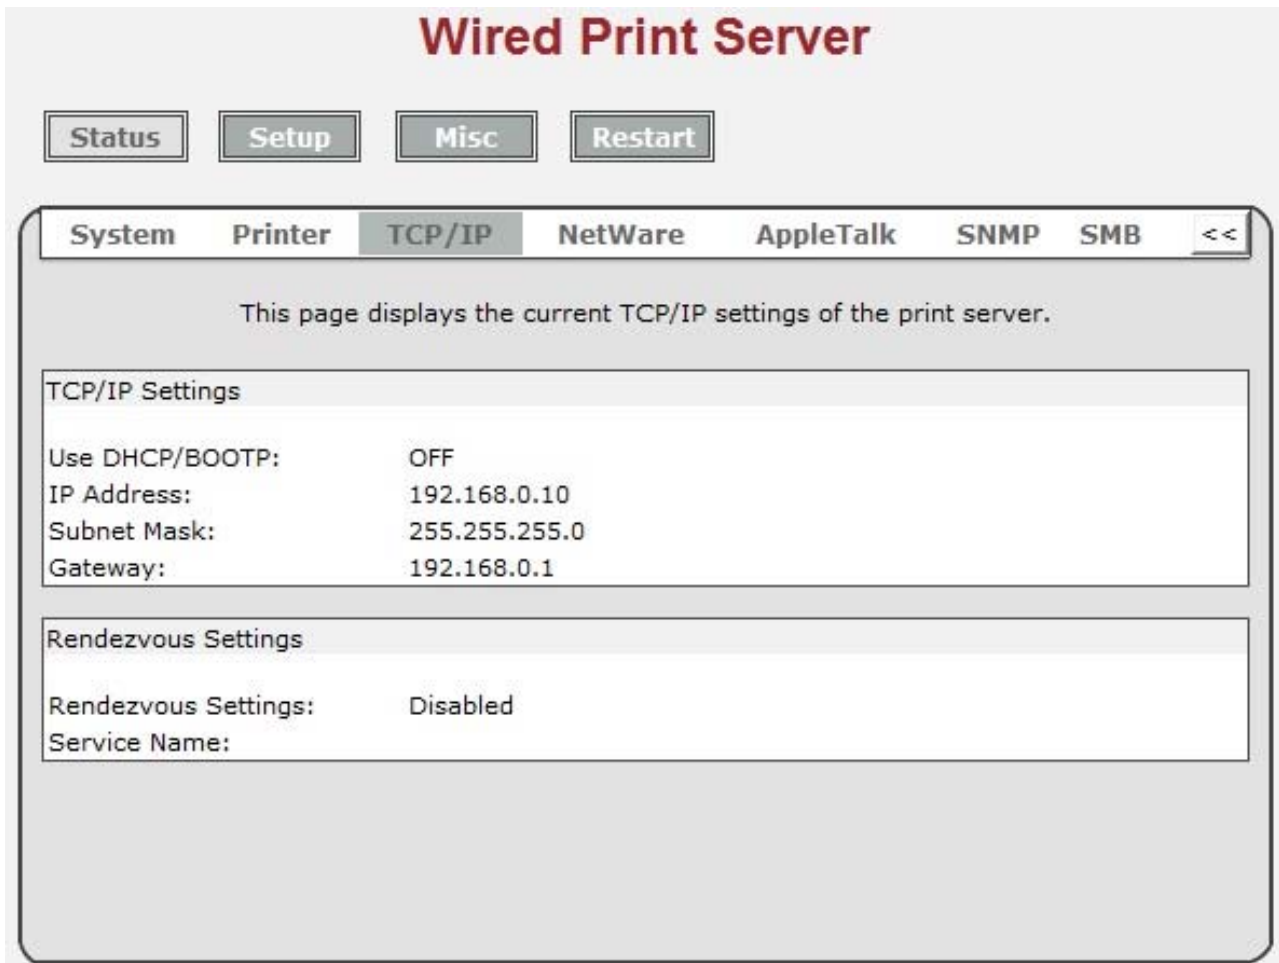 Wired Print Server
Status Setup Misc Restart
System Printer TCP/IP NetWare AppleTalk SNMP SMB <<
This page displays the current TCP/IP settings of the print server.
TCP/IP Settings
Use DHCP/BOOTP: OFF
IP Address: 192.168.0.10
Subnet Mask: 255.255.255.0
Gateway: 192.168.0.1
Rendezvous Settings
Rendezvous Settings: Disabled
Service Name: